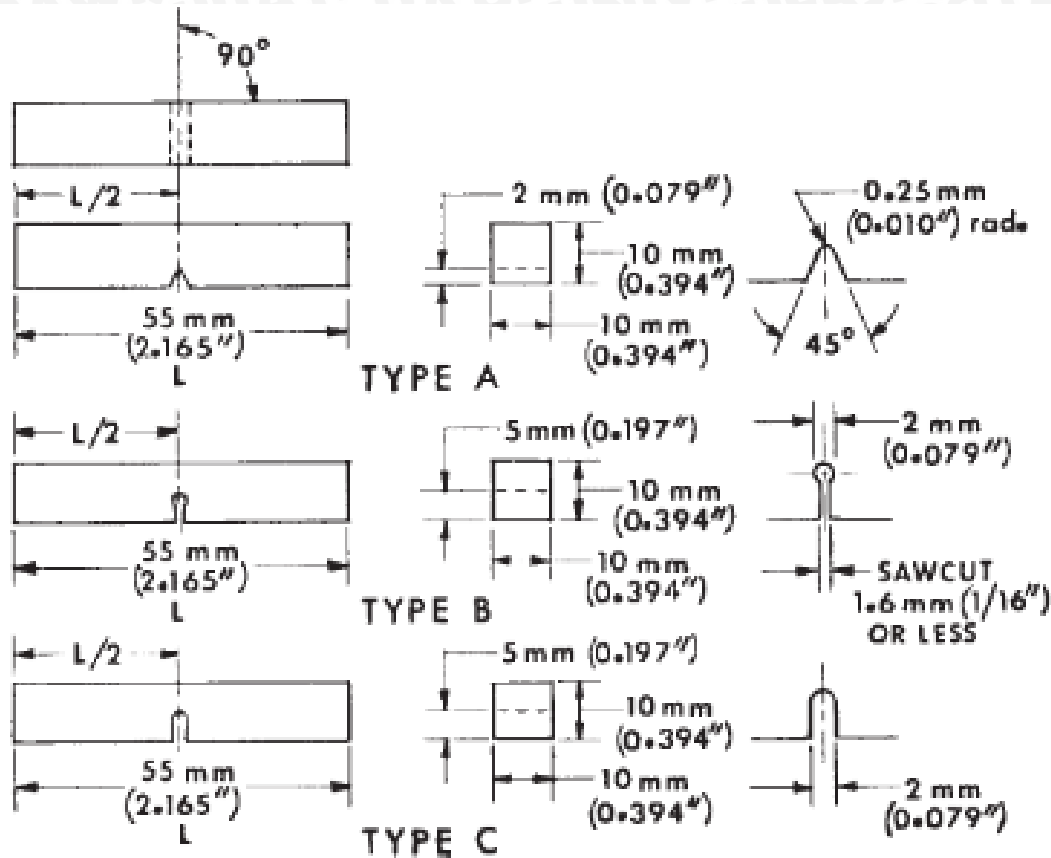 90°
L/2
2 mm (0.079")
0.25 mm
(0.010") rad.
10 mm
(0.394")
55 mm
(2.165")
L
10 mm
(0.394")
45°
TYPE A
L/2
5 mm (0.197")
2 mm
(0.079")
10 mm
(0.394")
55 mm
(2.165")
L
10 mm
(0.394")
SAWCUT
1.6 mm (1/16")
OR LESS
TYPE B
L/2
5 mm (0.197")
10 mm
(0.394")
55 mm
(2.165")
L
10 mm
(0.394")
2 mm
(0.079")
TYPE C